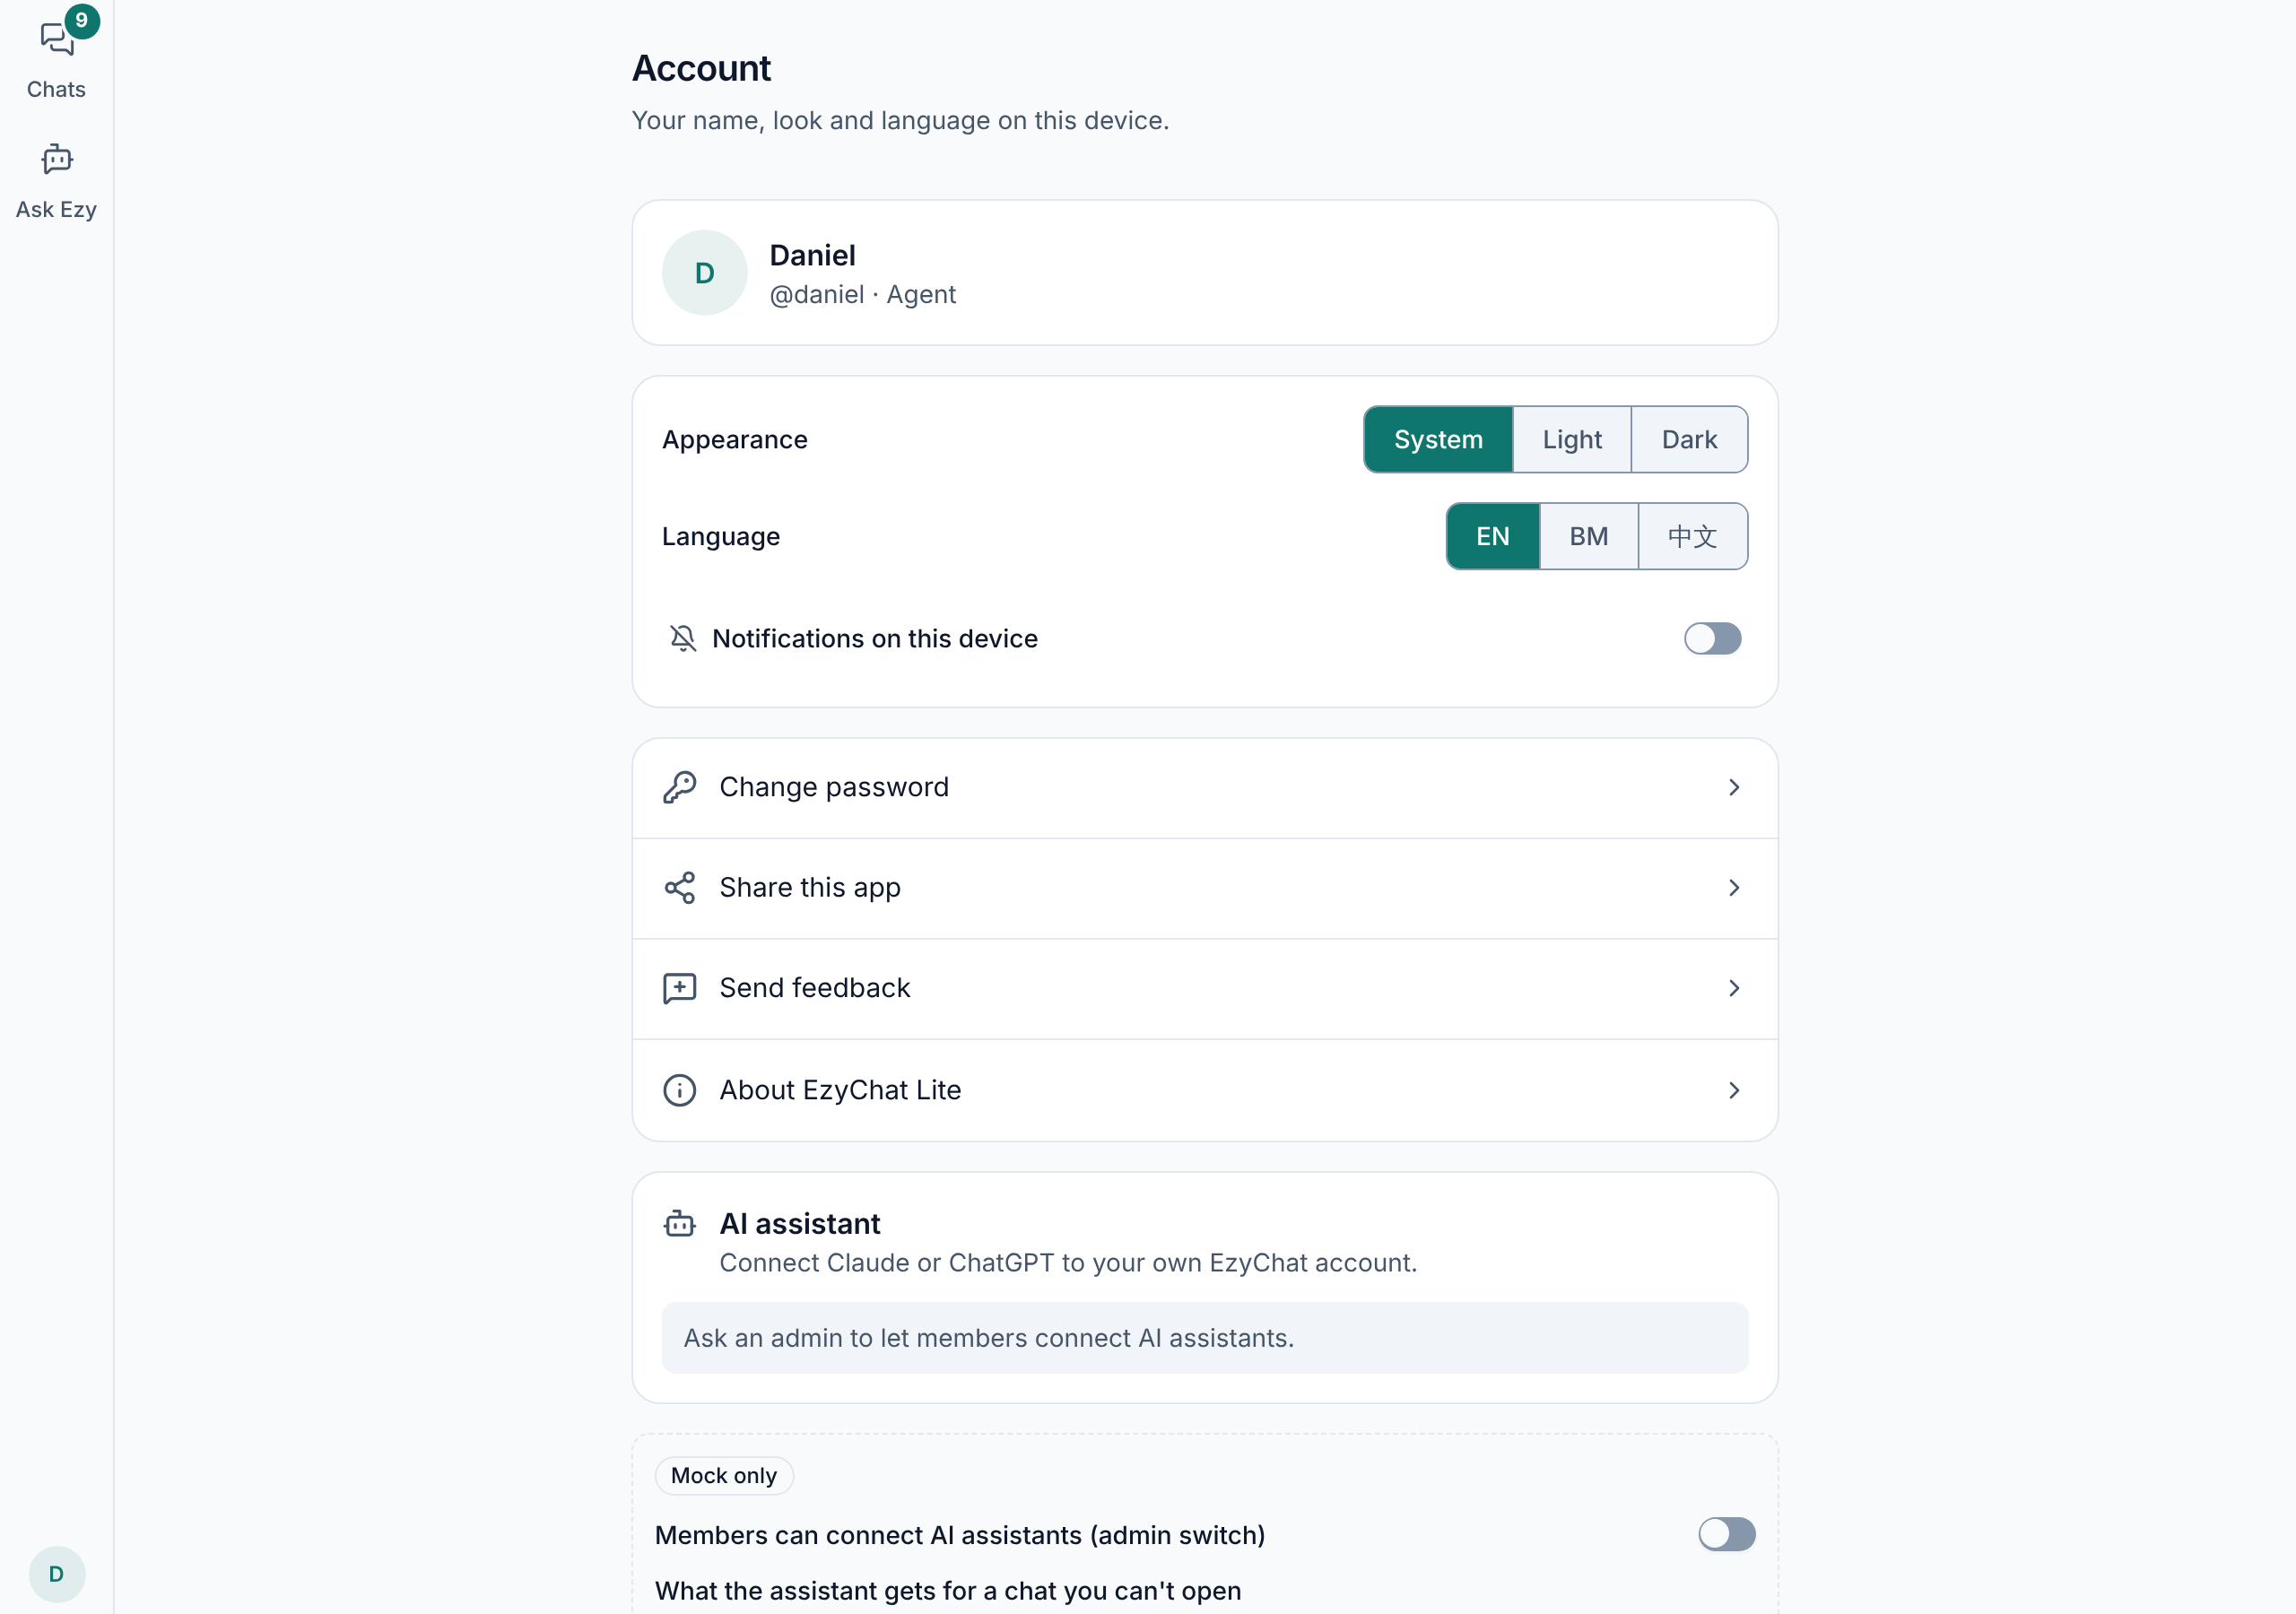 9
Chats
Ask Ezy
Account
Your name, look and language on this device.
D
Daniel
@daniel · Agent
Appearance
System Light Dark
Language
EN BM 中文
Notifications on this device
Change password
Share this app
Send feedback
About EzyChat Lite
AI assistant
Connect Claude or ChatGPT to your own EzyChat account.
Ask an admin to let members connect AI assistants.
Mock only
Members can connect AI assistants (admin switch)
What the assistant gets for a chat you can't open
D